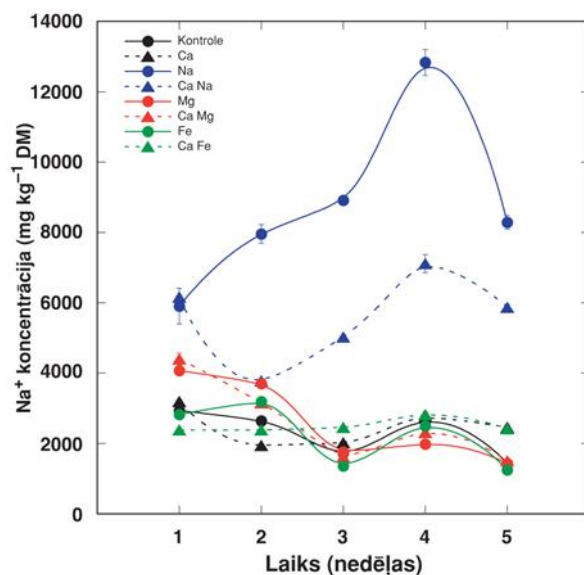 14000
12000
10000
8000
6000
4000
2000
0
Na⁺ koncentrācija (mg kg⁻¹ DM)
Kontrole
Ca
Na
Ca Na
Mg
Ca Mg
Fe
Ca Fe
1 2 3 4 5
Laiks (nedēļas)